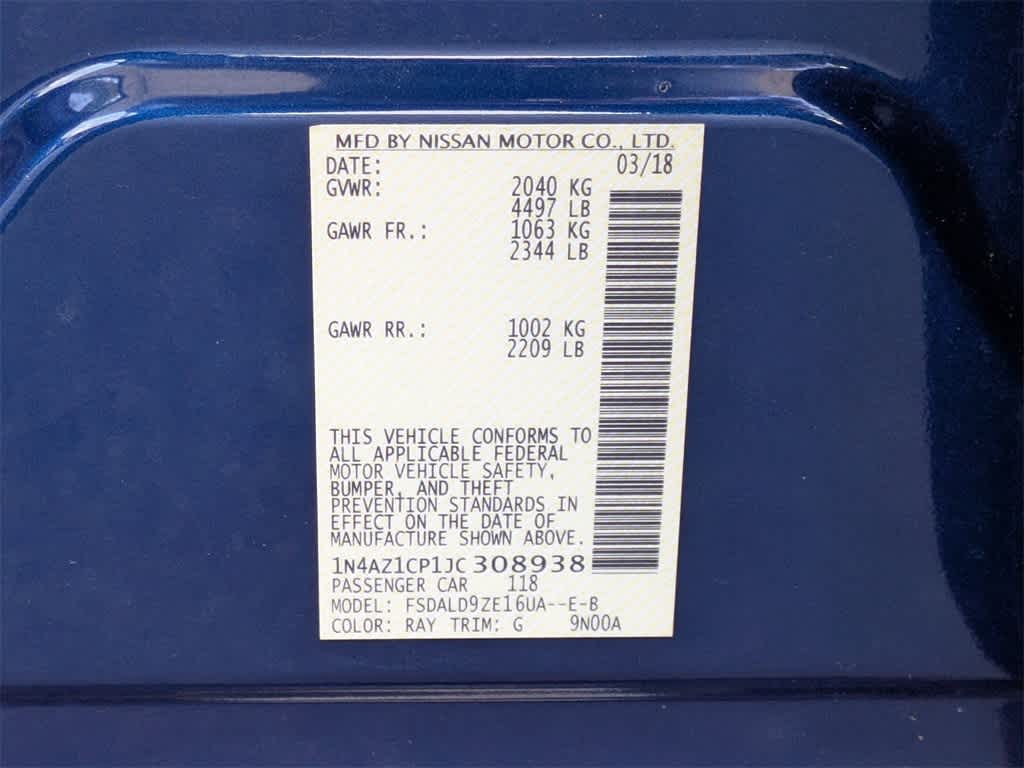 MFD BY NISSAN MOTOR CO., LTD.
DATE: 03/18
GVWR: 2040 KG
4497 LB
GAWR FR.: 1063 KG
2344 LB
GAWR RR.: 1002 KG
2209 LB
THIS VEHICLE CONFORMS TO
ALL APPLICABLE FEDERAL
MOTOR VEHICLE SAFETY,
BUMPER, AND THEFT
PREVENTION STANDARDS IN
EFFECT ON THE DATE OF
MANUFACTURE SHOWN ABOVE.
1N4AZ1CP1JC 308938
PASSENGER CAR 118
MODEL: FSDALD9ZE16UA--E-B
COLOR: RAY TRIM: G 9N00A